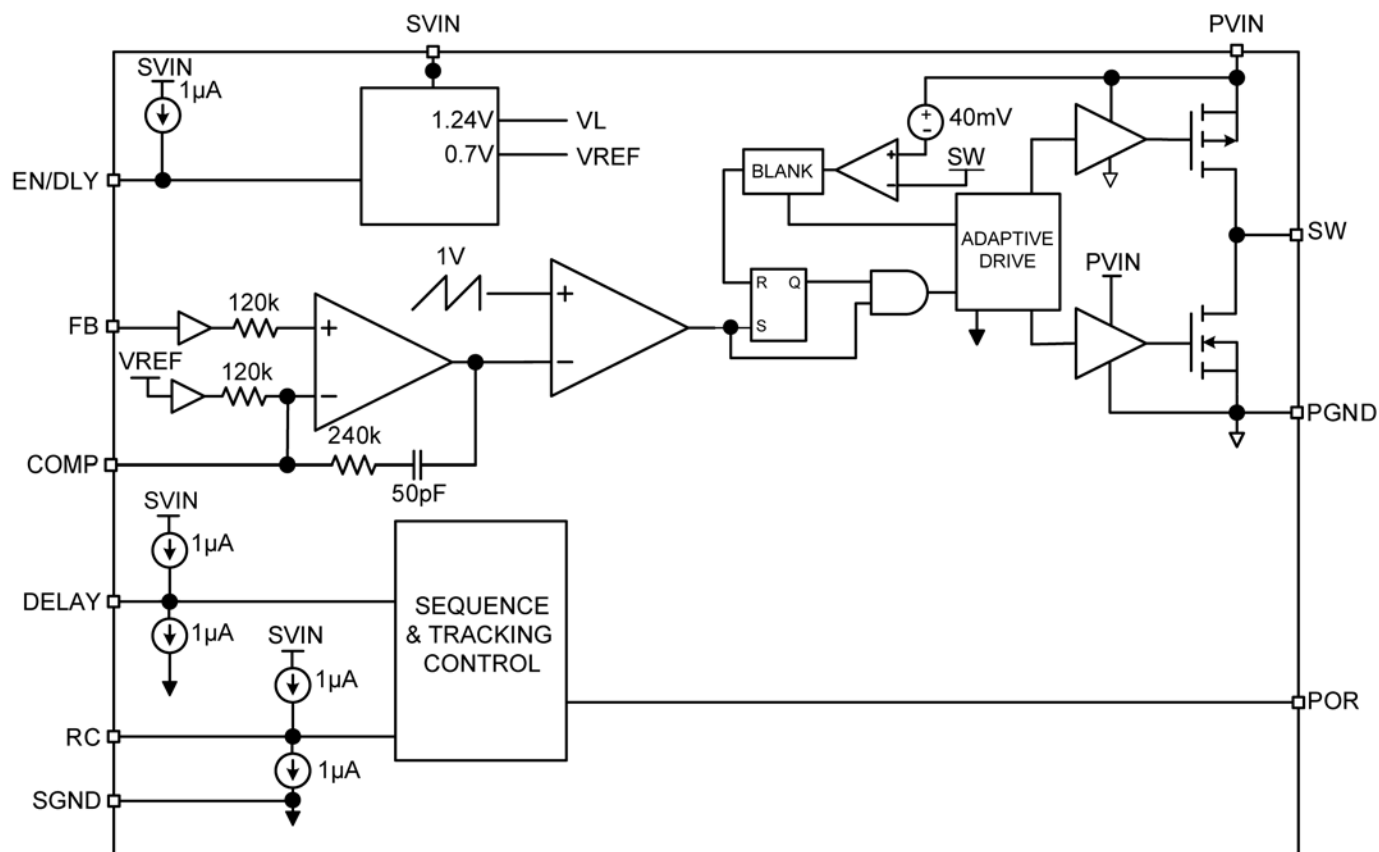 SVIN
PVIN
SVIN
1µA
1.24V
VL
0.7V
VREF
+
-
40mV
SW
+
-
BLANK
EN/DLY
ADAPTIVE
DRIVE
SW
1V
PVIN
R
Q
S
FB
120k
+
+
VREF
120k
-
-
240k
50pF
COMP
PGND
SVIN
1µA
DELAY
1µA
SVIN
1µA
SEQUENCE
& TRACKING
CONTROL
POR
RC
1µA
SGND